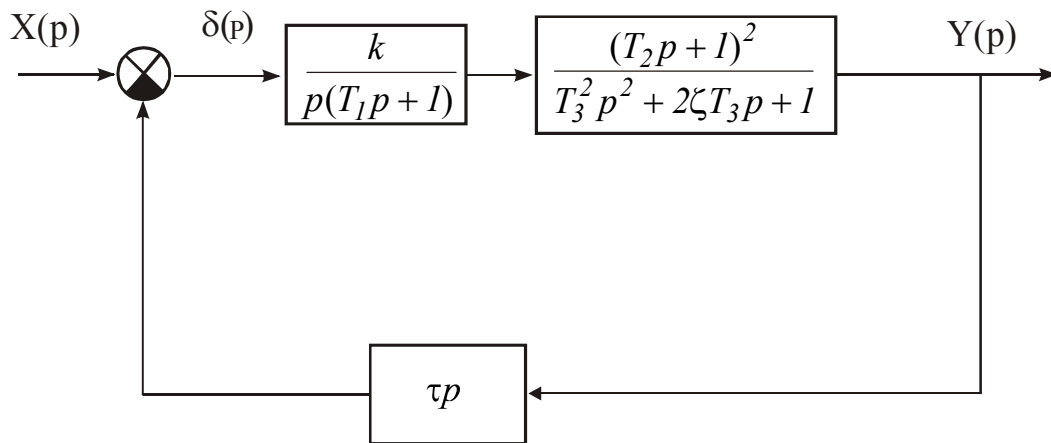 X(p)
δ(P)
k
p(T₁p + 1)
(T₂p + 1)²
T₃²p² + 2ζT₃p + 1
Y(p)
τp